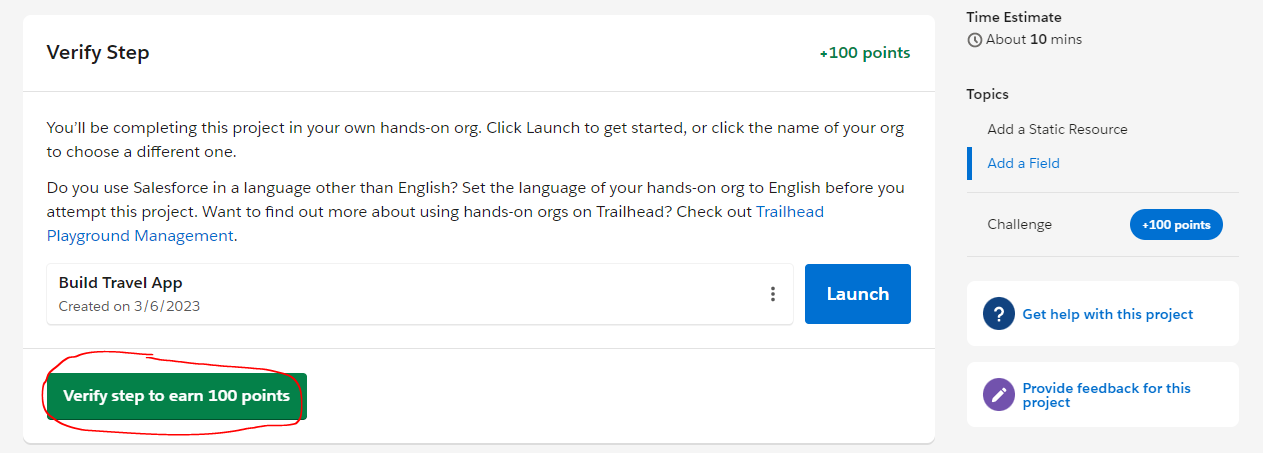 Verify Step
+100 points
You'll be completing this project in your own hands-on org. Click Launch to get started, or click the name of your org
to choose a different one.
Do you use Salesforce in a language other than English? Set the language of your hands-on org to English before you
attempt this project. Want to find out more about using hands-on orgs on Trailhead? Check out Trailhead
Playground Management.
Build Travel App
Created on 3/6/2023
Launch
Verify step to earn 100 points
Time Estimate
About 10 mins
Topics
Add a Static Resource
Add a Field
Challenge
+100 points
?
Get help with this project
Provide feedback for this
project